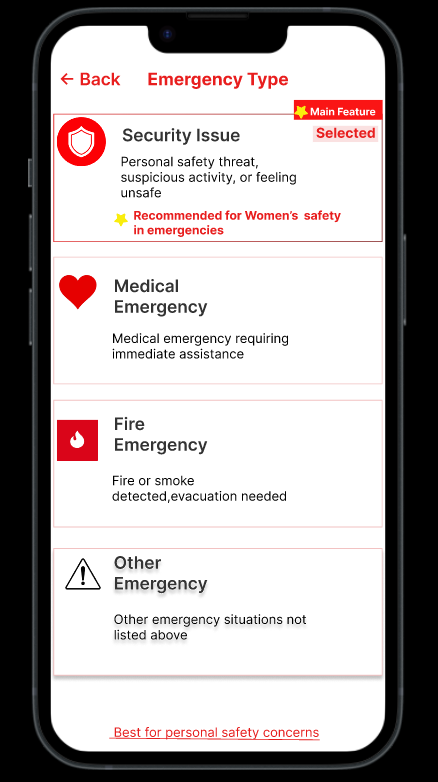 ← Back Emergency Type
Main Feature
Security Issue Selected
Personal safety threat,
suspicious activity, or feeling
unsafe
Recommended for Women's safety
in emergencies
Medical
Emergency
Medical emergency requiring
immediate assistance
Fire
Emergency
Fire or smoke
detected,evacuation needed
Other
Emergency
Other emergency situations not
listed above
Best for personal safety concerns